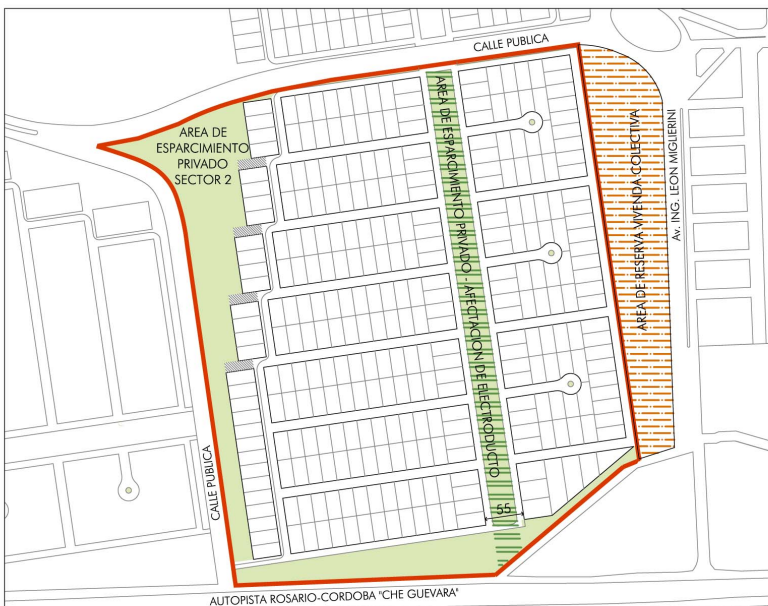 CALLE PUBLICA
AREA DE
ESPARCIMIENTO
PRIVADO
SECTOR 2
AREA DE ESPARCIMIENTO PRIVADO - AFECTACION DE ELECTRODUCTO
AREA DE RESERVA VIVENDA COLECTIVA
Av. ING. LEON MIGLIERINI
CALLE PUBLICA
55
AUTOPISTA ROSARIO-CORDOBA "CHE GUEVARA"